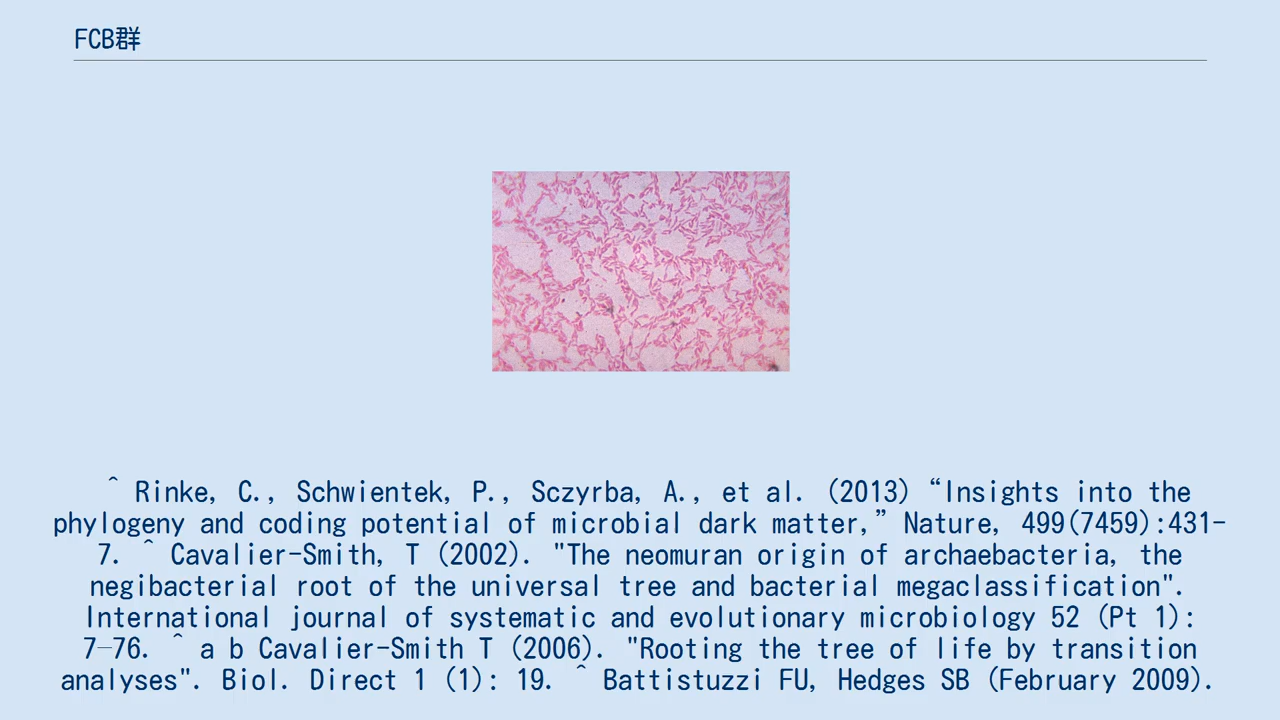 FCB群
^ Rinke, C., Schwientek, P., Sczyrba, A., et al. (2013) “Insights into the
phylogeny and coding potential of microbial dark matter,” Nature, 499(7459):431-
7. ^ Cavalier-Smith, T (2002). "The neomuran origin of archaebacteria, the
negibacterial root of the universal tree and bacterial megaclassification".
International journal of systematic and evolutionary microbiology 52 (Pt 1):
7–76. ^ a b Cavalier-Smith T (2006). "Rooting the tree of life by transition
analyses". Biol. Direct 1 (1): 19. ^ Battistuzzi FU, Hedges SB (February 2009).